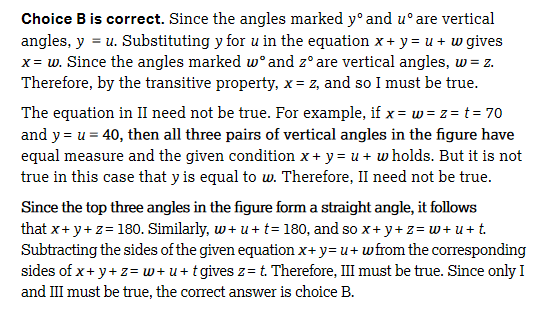 Choice B is correct. Since the angles marked y° and u° are vertical
angles, y = u. Substituting y for u in the equation x + y = u + w gives
x = w. Since the angles marked w° and z° are vertical angles, w = z.
Therefore, by the transitive property, x = z, and so I must be true.
The equation in II need not be true. For example, if x = w = z = t = 70
and y = u = 40, then all three pairs of vertical angles in the figure have
equal measure and the given condition x + y = u + w holds. But it is not
true in this case that y is equal to w. Therefore, II need not be true.
Since the top three angles in the figure form a straight angle, it follows
that x + y + z = 180. Similarly, w + u + t = 180, and so x + y + z = w + u + t.
Subtracting the sides of the given equation x + y = u + w from the corresponding
sides of x + y + z = w + u + t gives z = t. Therefore, III must be true. Since only I
and III must be true, the correct answer is choice B.